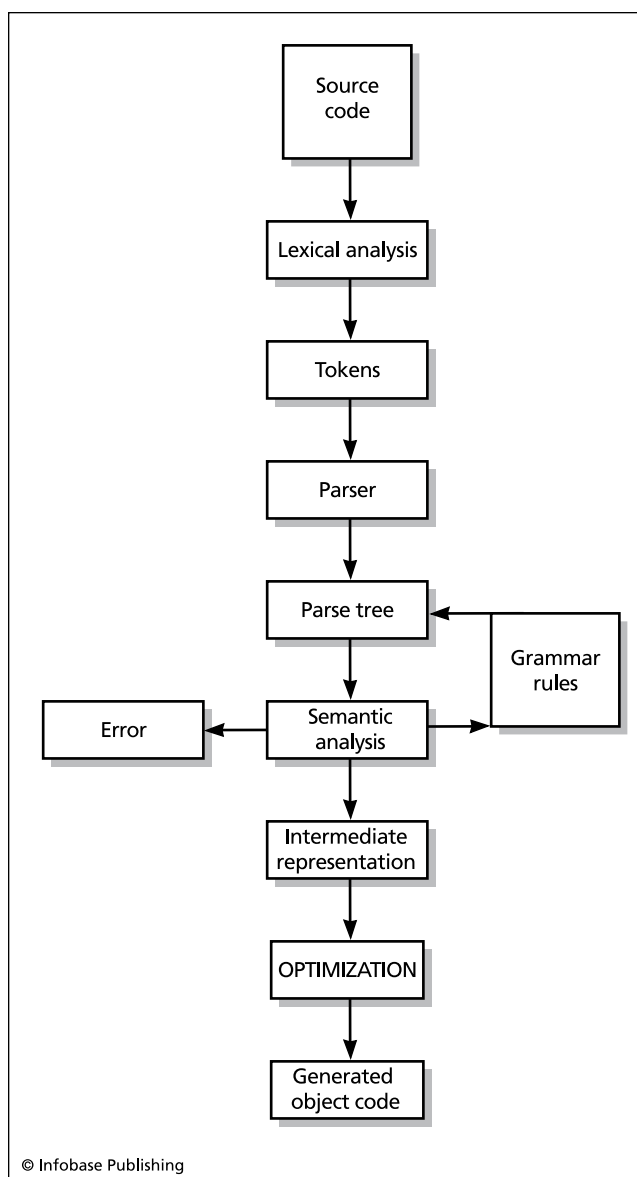 Source
code
Lexical analysis
Tokens
Parser
Parse tree
Grammar
rules
Error
Semantic
analysis
Intermediate
representation
OPTIMIZATION
Generated
object code
© Infobase Publishing